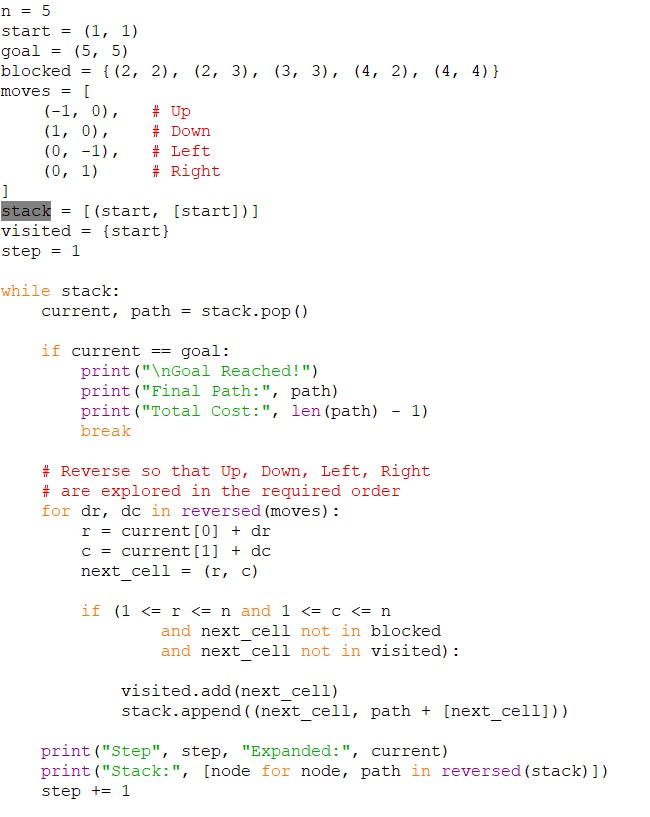 n = 5
start = (1, 1)
goal = (5, 5)
blocked = {(2, 2), (2, 3), (3, 3), (4, 2), (4, 4)}
moves = [
    (-1, 0),   # Up
    (1, 0),    # Down
    (0, -1),   # Left
    (0, 1)     # Right
]
stack = [(start, [start])]
visited = {start}
step = 1

while stack:
    current, path = stack.pop()

    if current == goal:
        print("\nGoal Reached!")
        print("Final Path:", path)
        print("Total Cost:", len(path) - 1)
        break

    # Reverse so that Up, Down, Left, Right
    # are explored in the required order
    for dr, dc in reversed(moves):
        r = current[0] + dr
        c = current[1] + dc
        next_cell = (r, c)

        if (1 <= r <= n and 1 <= c <= n
                and next_cell not in blocked
                and next_cell not in visited):

            visited.add(next_cell)
            stack.append((next_cell, path + [next_cell]))

    print("Step", step, "Expanded:", current)
    print("Stack:", [node for node, path in reversed(stack)])
    step += 1